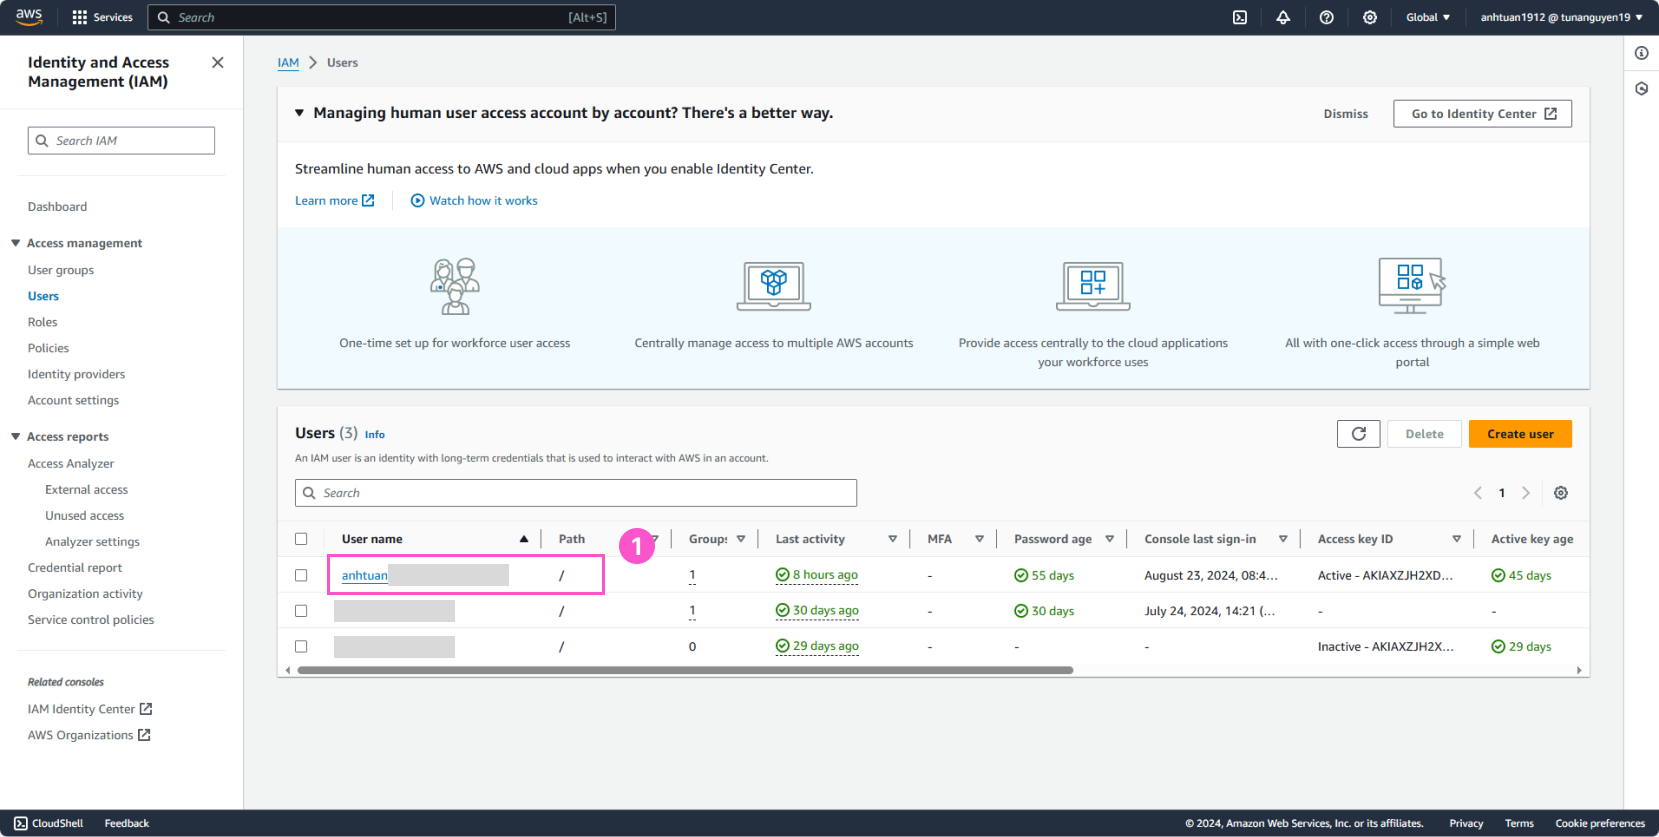 aws
Services
Search
[Alt+S]
Global
anhtuan1912 @ tunanguyen19
Identity and Access
Management (IAM)
Search IAM
Dashboard
Access management
User groups
Users
Roles
Policies
Identity providers
Account settings
Access reports
Access Analyzer
External access
Unused access
Analyzer settings
Credential report
Organization activity
Service control policies
Related consoles
IAM Identity Center
AWS Organizations
IAM > Users
Managing human user access account by account? There's a better way.
Dismiss
Go to Identity Center
Streamline human access to AWS and cloud apps when you enable Identity Center.
Learn more
Watch how it works
One-time set up for workforce user access
Centrally manage access to multiple AWS accounts
Provide access centrally to the cloud applications
your workforce uses
All with one-click access through a simple web
portal
Users (3) Info
Delete
Create user
An IAM user is an identity with long-term credentials that is used to interact with AWS in an account.
Search
1
User name Path 1 Groups Last activity MFA Password age Console last sign-in Access key ID Active key age
anhtuan / 1 8 hours ago - 55 days August 23, 2024, 08:4... Active - AKIAXZJH2XD... 45 days
/ 1 30 days ago - 30 days July 24, 2024, 14:21 (... - -
/ 0 29 days ago - - - Inactive - AKIAXZJH2X... 29 days
CloudShell
Feedback
© 2024, Amazon Web Services, Inc. or its affiliates.
Privacy
Terms
Cookie preferences